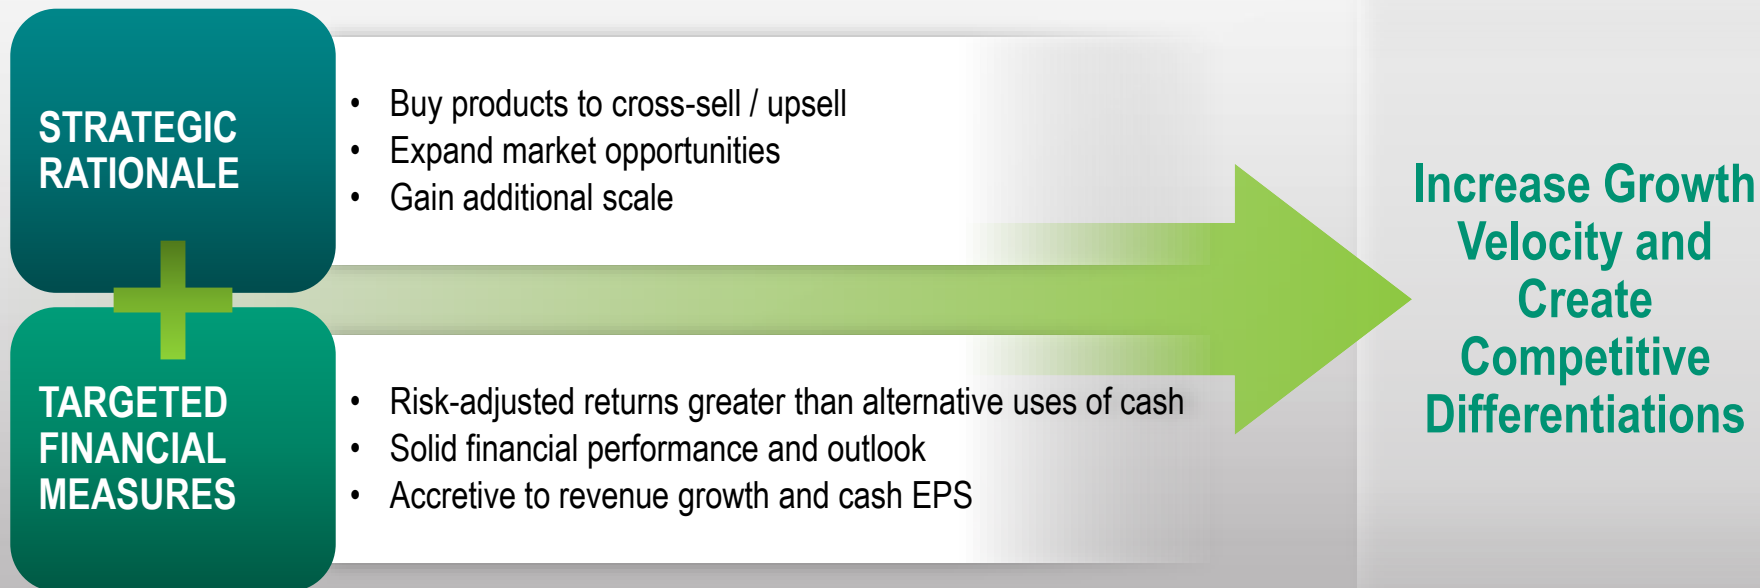 STRATEGIC
RATIONALE
• Buy products to cross-sell / upsell
• Expand market opportunities
• Gain additional scale
TARGETED
FINANCIAL
MEASURES
• Risk-adjusted returns greater than alternative uses of cash
• Solid financial performance and outlook
• Accretive to revenue growth and cash EPS
Increase Growth
Velocity and
Create
Competitive
Differentiations